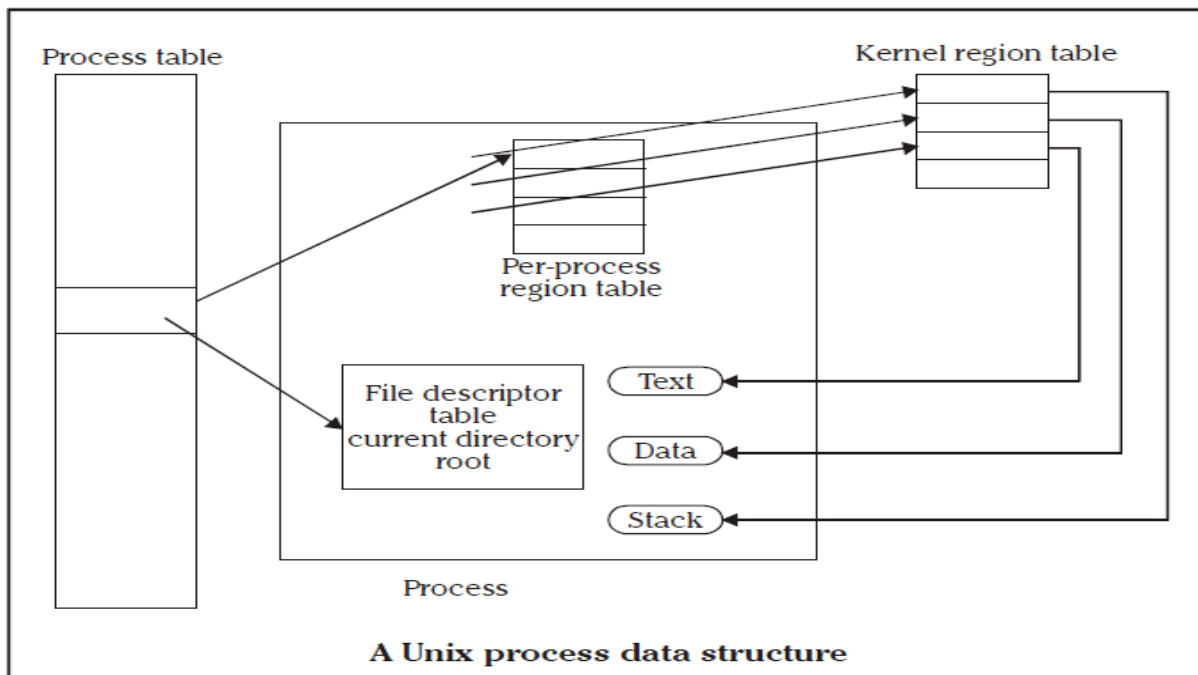 Process table
Kernel region table
Per-process
region table
File descriptor
table
current directory
root
Text
Data
Stack
Process
A Unix process data structure